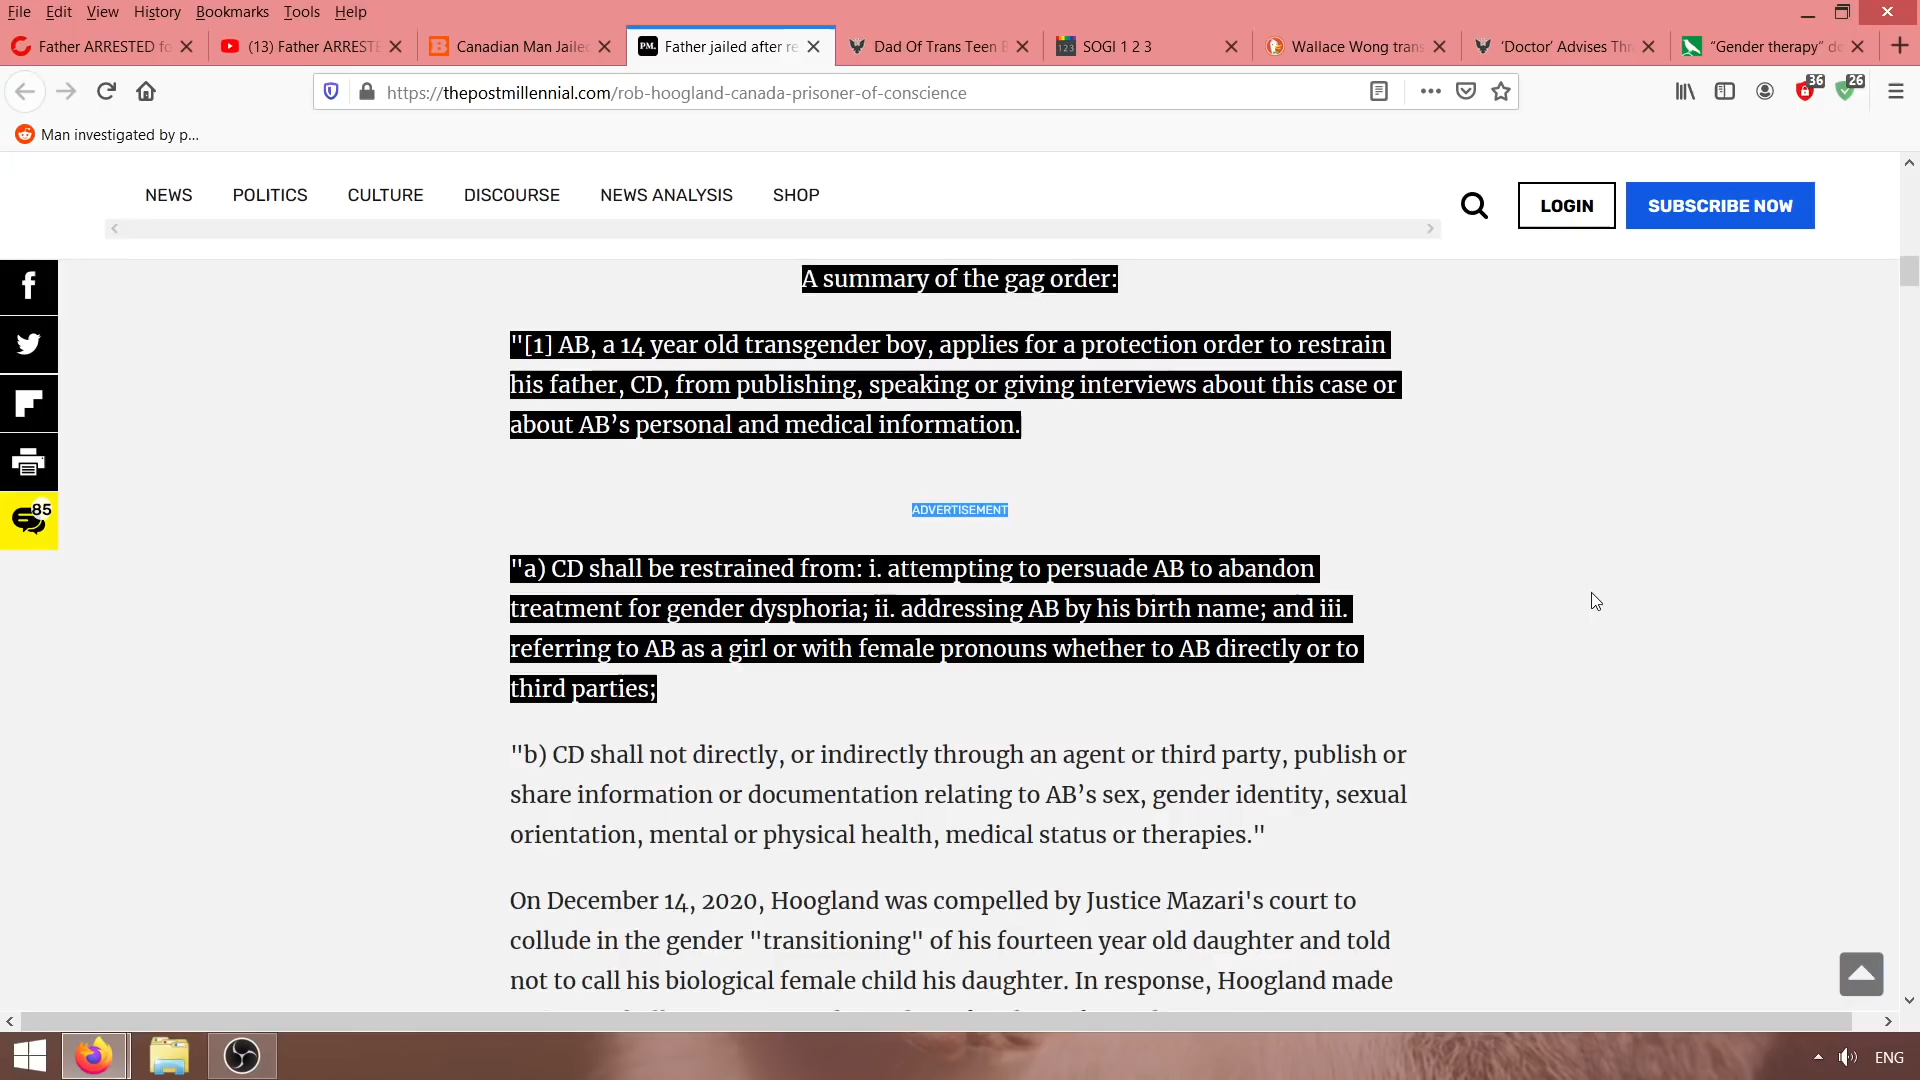 File Edit View History Bookmarks Tools Help
Father ARRESTED fo
(13) Father ARREST
Canadian Man Jaile
PM. Father jailed after re
Dad Of Trans Teen
123 SOGI 1 2 3
Wallace Wong tran
'Doctor' Advises Thr
"Gender therapy" d
https://thepostmillennial.com/rob-hoogland-canada-prisoner-of-conscience
36
26
Man investigated by p...
NEWS POLITICS CULTURE DISCOURSE NEWS ANALYSIS SHOP
LOGIN
SUBSCRIBE NOW
A summary of the gag order:
"[1] AB, a 14 year old transgender boy, applies for a protection order to restrain
his father, CD, from publishing, speaking or giving interviews about this case or
about AB’s personal and medical information.
85
ADVERTISEMENT
"a) CD shall be restrained from: i. attempting to persuade AB to abandon
treatment for gender dysphoria; ii. addressing AB by his birth name; and iii.
referring to AB as a girl or with female pronouns whether to AB directly or to
third parties;
"b) CD shall not directly, or indirectly through an agent or third party, publish or
share information or documentation relating to AB’s sex, gender identity, sexual
orientation, mental or physical health, medical status or therapies."
On December 14, 2020, Hoogland was compelled by Justice Mazari's court to
collude in the gender "transitioning" of his fourteen year old daughter and told
not to call his biological female child his daughter. In response, Hoogland made
ENG